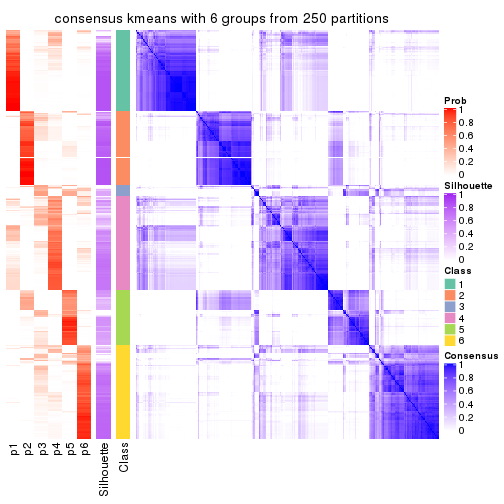 consensus kmeans with 6 groups from 250 partitions
Prob
1
0.8
0.6
0.4
0.2
0
Silhouette
1
0.8
0.6
0.4
0.2
0
Class
1
2
3
4
5
6
Consensus
1
0.8
0.6
0.4
0.2
0
p1
p2
p3
p4
p5
p6
Silhouette
Class